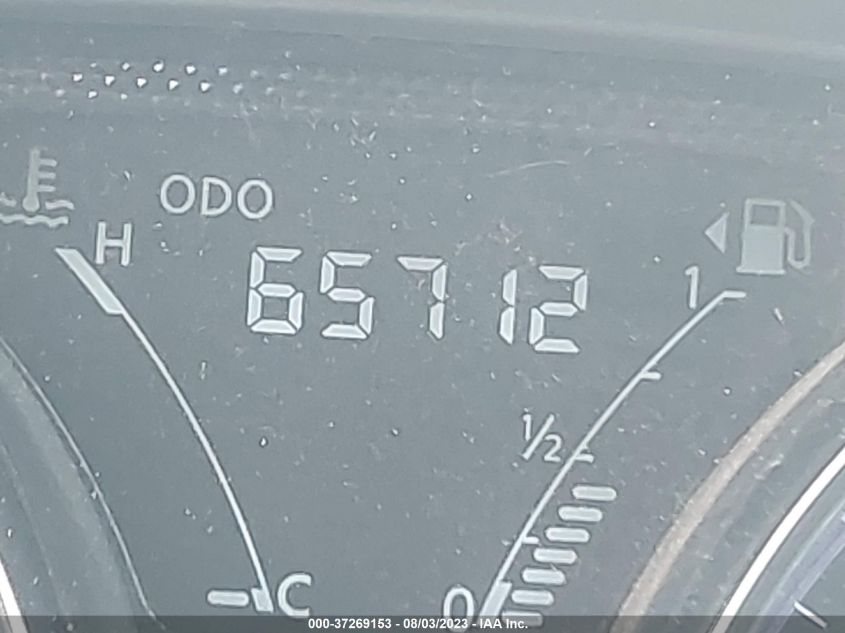 ODO
H
65712
1
1/2
C
0
000-37269153 - 08/03/2023 - IAA Inc.